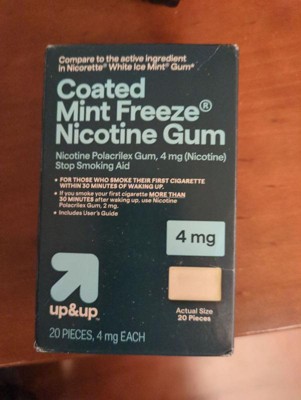 Compare to the active ingredient
in Nicorette® White Ice Mint® Gum*
Coated
Mint Freeze®
Nicotine Gum
Nicotine Polacrilex Gum, 4 mg (Nicotine)
Stop Smoking Aid
• FOR THOSE WHO SMOKE THEIR FIRST CIGARETTE
WITHIN 30 MINUTES OF WAKING UP.
• If you smoke your first cigarette MORE THAN
30 MINUTES after waking up, use Nicotine
Polacrilex Gum, 2 mg.
• Includes User's Guide
4 mg
up&up™
Actual Size
20 Pieces
20 PIECES, 4 mg EACH